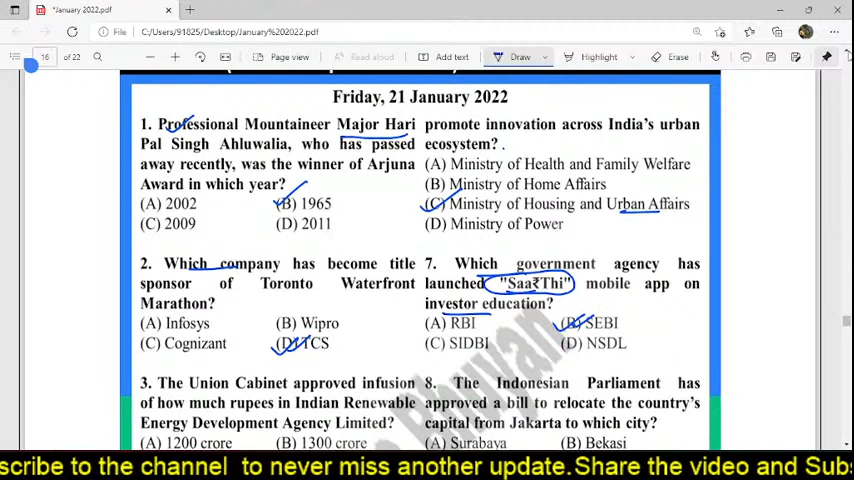 *January 2022.pdf
File
C:/Users/91825/Desktop/January%202022.pdf
16 of 22
Page view
Read aloud
Add text
Draw
Highlight
Erase
Friday, 21 January 2022
1. Professional Mountaineer Major Hari
Pal Singh Ahluwalia, who has passed
away recently, was the winner of Arjuna
Award in which year?
(A) 2002 (B) 1965
(C) 2009 (D) 2011
2. Which company has become title
sponsor of Toronto Waterfront
Marathon?
(A) Infosys (B) Wipro
(C) Cognizant (D) TCS
3. The Union Cabinet approved infusion
of how much rupees in Indian Renewable
Energy Development Agency Limited?
(A) 1200 crore (B) 1300 crore
promote innovation across India's urban
ecosystem?
(A) Ministry of Health and Family Welfare
(B) Ministry of Home Affairs
(C) Ministry of Housing and Urban Affairs
(D) Ministry of Power
7. Which government agency has
launched "Saa₹Thi" mobile app on
investor education?
(A) RBI (B) SEBI
(C) SIDBI (D) NSDL
8. The Indonesian Parliament has
approved a bill to relocate the country's
capital from Jakarta to which city?
(A) Surabaya (B) Bekasi
Bhuyan
scribe to the channel to never miss another update.Share the video and Subs